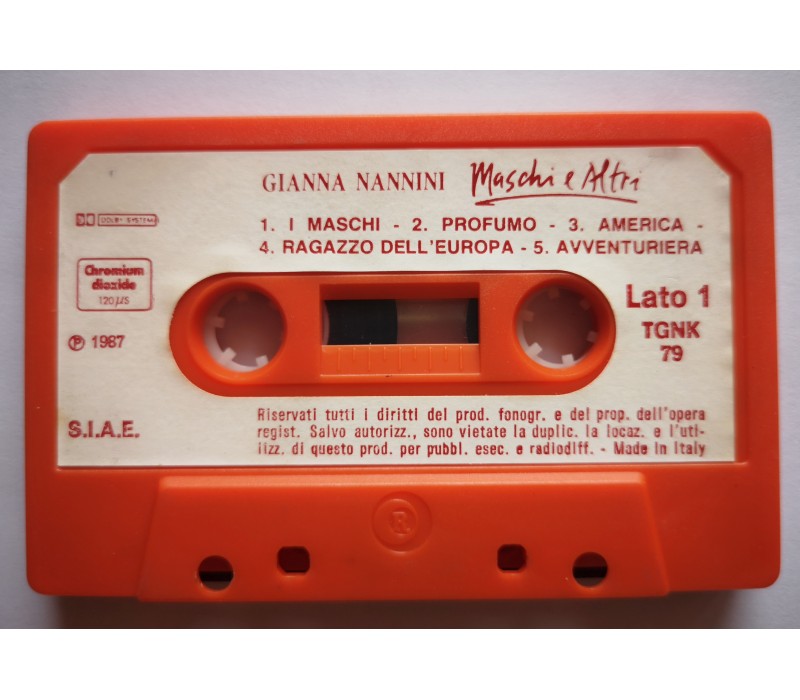 GIANNA NANNINI Maschi e Altri
1. I MASCHI - 2. PROFUMO - 3. AMERICA -
4. RAGAZZO DELL'EUROPA - 5. AVVENTURIERA
DOLBY SYSTEM
Chromium
dioxide
120 µS
℗ 1987
S.I.A.E.
Lato 1
TGNK
79
Riservati tutti i diritti del prod. fonogr. e del prop. dell'opera
regist. Salvo autorizz., sono vietate la duplic. la locaz. e l'uti-
lizz. di questo prod. per pubbl. esec. e radiodiff. - Made in Italy
R